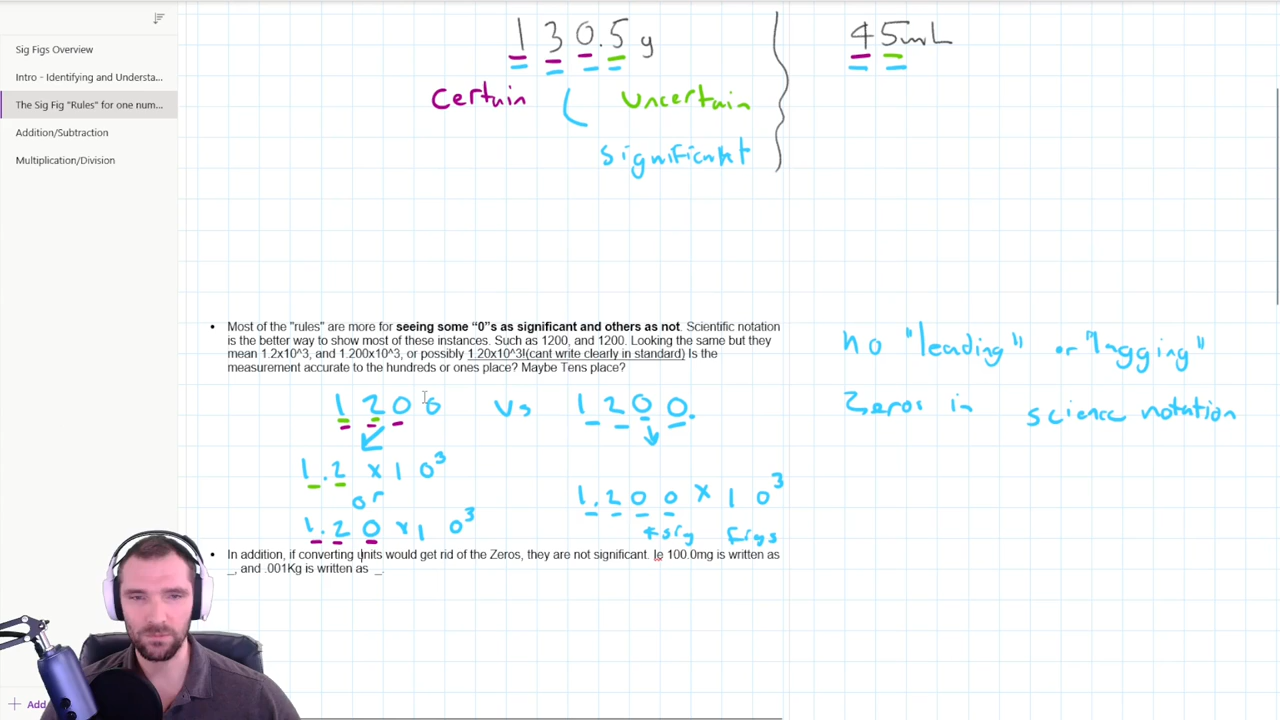 Sig Figs Overview
Intro - Identifying and Understa...
The Sig Fig "Rules" for one num...
Addition/Subtraction
Multiplication/Division
Add
130.5 g
45mL
Certain
Uncertain
Significant
Most of the "rules" are more for seeing some "0"s as significant and others as not. Scientific notation
is the better way to show most of these instances. Such as 1200, and 1200. Looking the same but they
mean 1.2x10^3, and 1.200x10^3, or possibly 1.20x10^3!(cant write clearly in standard) Is the
measurement accurate to the hundreds or ones place? Maybe Tens place?
no "leading" or "lagging"
Zeros in science notation
1200 vs 1200.
1.2 x 10³
or
1.20 x 10³
1.200 x 10³
4 sig Figs
In addition, if converting units would get rid of the Zeros, they are not significant. Ie 100.0mg is written as
_, and .001Kg is written as _.